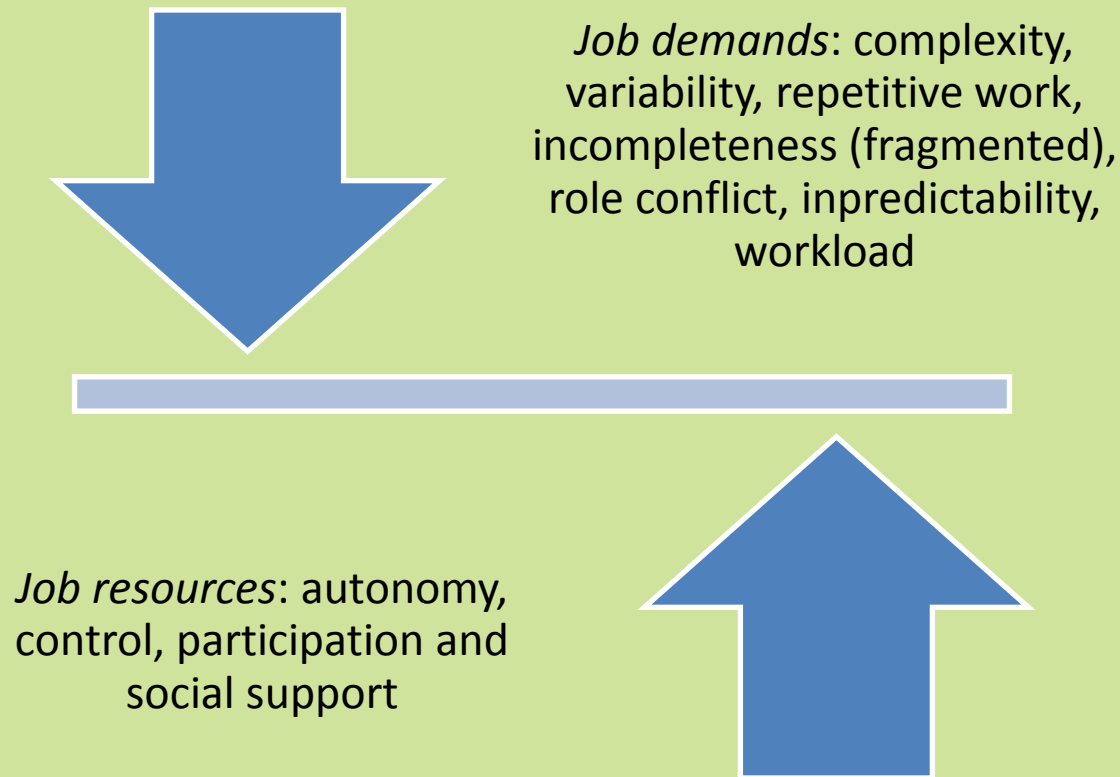 Job demands: complexity,
variability, repetitive work,
incompleteness (fragmented),
role conflict, inpredictability,
workload
Job resources: autonomy,
control, participation and
social support